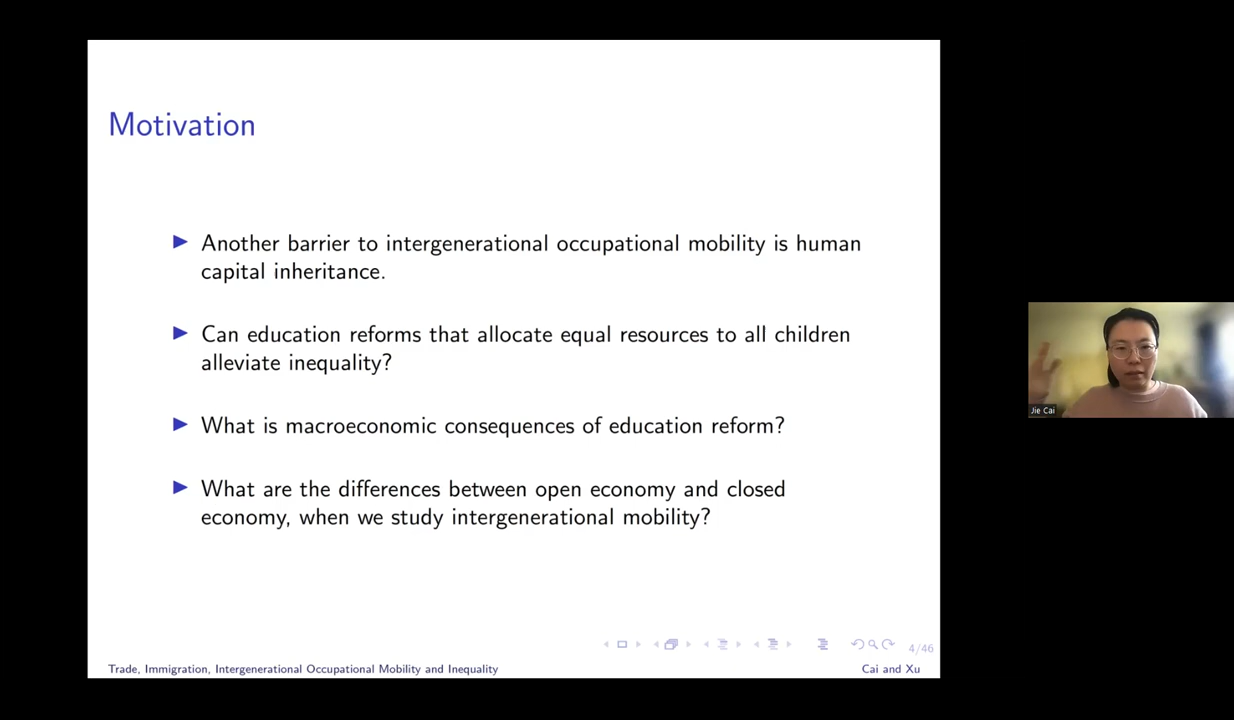 Motivation
Another barrier to intergenerational occupational mobility is human
capital inheritance.
Can education reforms that allocate equal resources to all children
alleviate inequality?
What is macroeconomic consequences of education reform?
What are the differences between open economy and closed
economy, when we study intergenerational mobility?
4/46
Trade, Immigration, Intergenerational Occupational Mobility and Inequality
Cai and Xu
Jie Cai